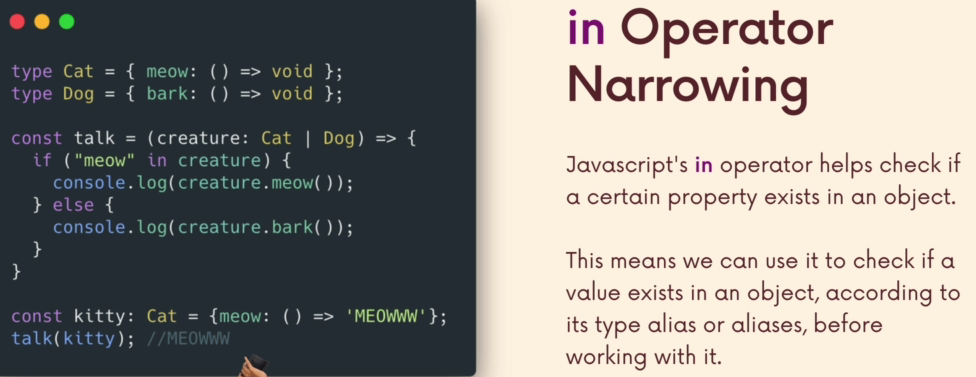 type Cat = { meow: () => void };
type Dog = { bark: () => void };
const talk = (creature: Cat | Dog) => {
if ("meow" in creature) {
console.log(creature.meow());
} else {
console.log(creature.bark());
}
}
const kitty: Cat = {meow: () => 'MEOWWW'};
talk(kitty); //MEOWWW
in Operator
Narrowing
Javascript's in operator helps check if
a certain property exists in an object.
This means we can use it to check if a
value exists in an object, according to
its type alias or aliases, before
working with it.